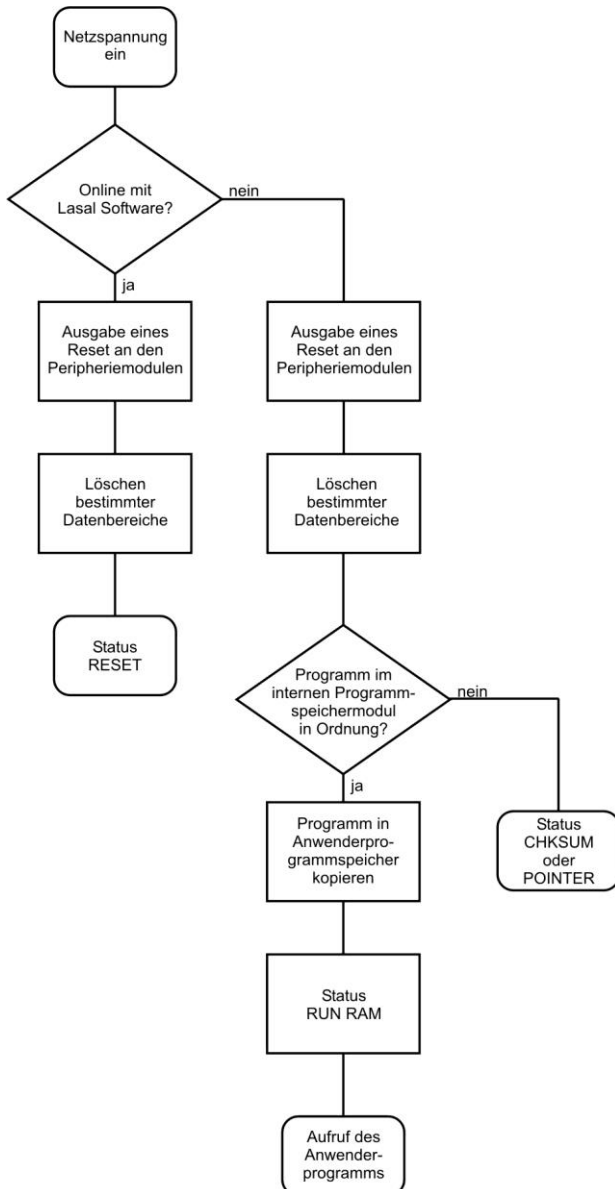 Netzspannung
ein
Online mit
Lasal Software?
nein
ja
Ausgabe eines
Reset an den
Peripheriemodulen
Ausgabe eines
Reset an den
Peripheriemodulen
Löschen
bestimmter
Datenbereiche
Löschen
bestimmter
Datenbereiche
Status
RESET
Programm im
internen Programm-
speichermodul
in Ordnung?
nein
ja
Programm in
Anwenderpro-
grammspeicher
kopieren
Status
CHKSUM
oder
POINTER
Status
RUN RAM
Aufruf des
Anwender-
programms